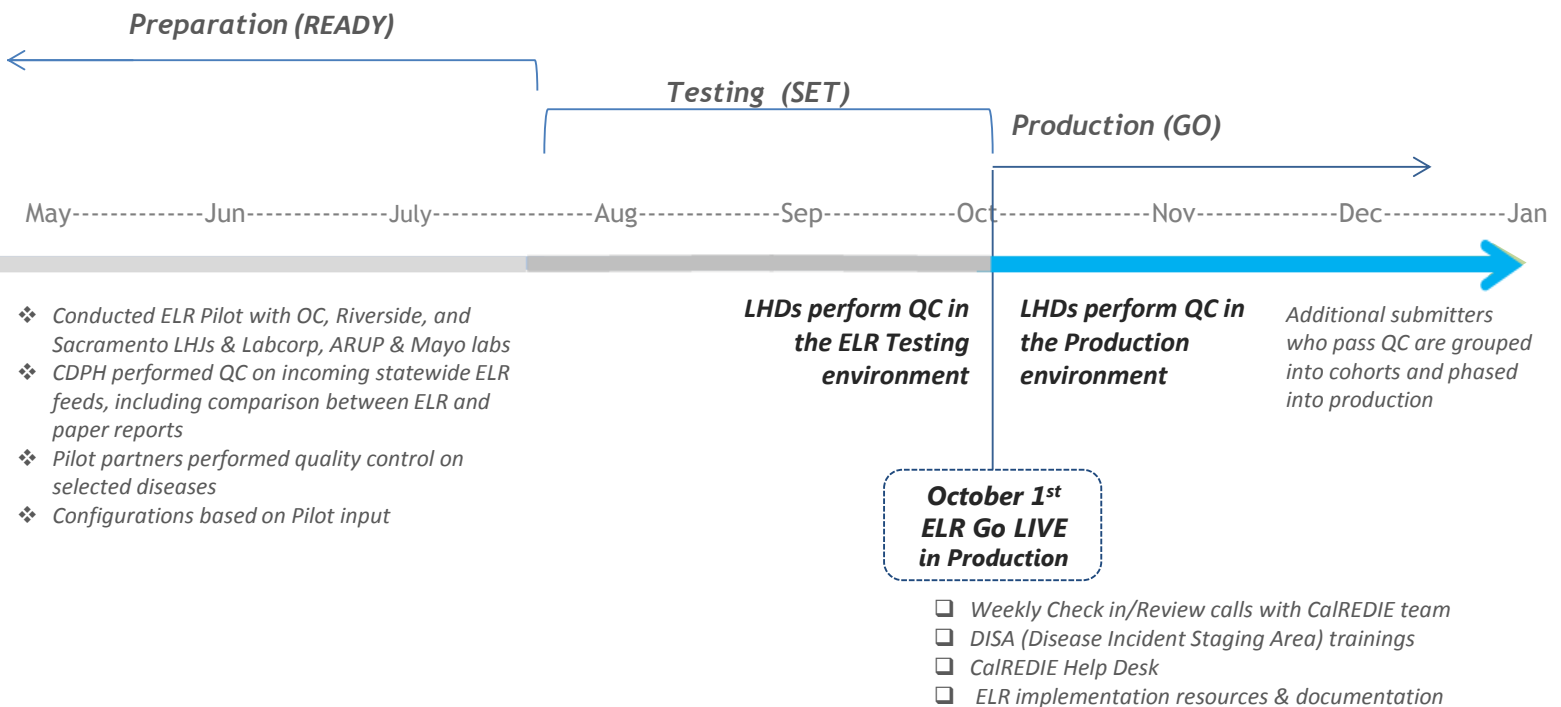 Preparation (READY)
Testing (SET)
Production (GO)
May-------------Jun--------------July----------------Aug--------------Sep-------------Oct---------------Nov--------------Dec------------Jan
❖ Conducted ELR Pilot with OC, Riverside, and
Sacramento LHJs & Labcorp, ARUP & Mayo labs
❖ CDPH performed QC on incoming statewide ELR
feeds, including comparison between ELR and
paper reports
❖ Pilot partners performed quality control on
selected diseases
❖ Configurations based on Pilot input
LHDs perform QC in
the ELR Testing
environment
LHDs perform QC in
the Production
environment
Additional submitters
who pass QC are grouped
into cohorts and phased
into production
October 1st
ELR Go LIVE
in Production
❑ Weekly Check in/Review calls with CalREDIE team
❑ DISA (Disease Incident Staging Area) trainings
❑ CalREDIE Help Desk
❑ ELR implementation resources & documentation